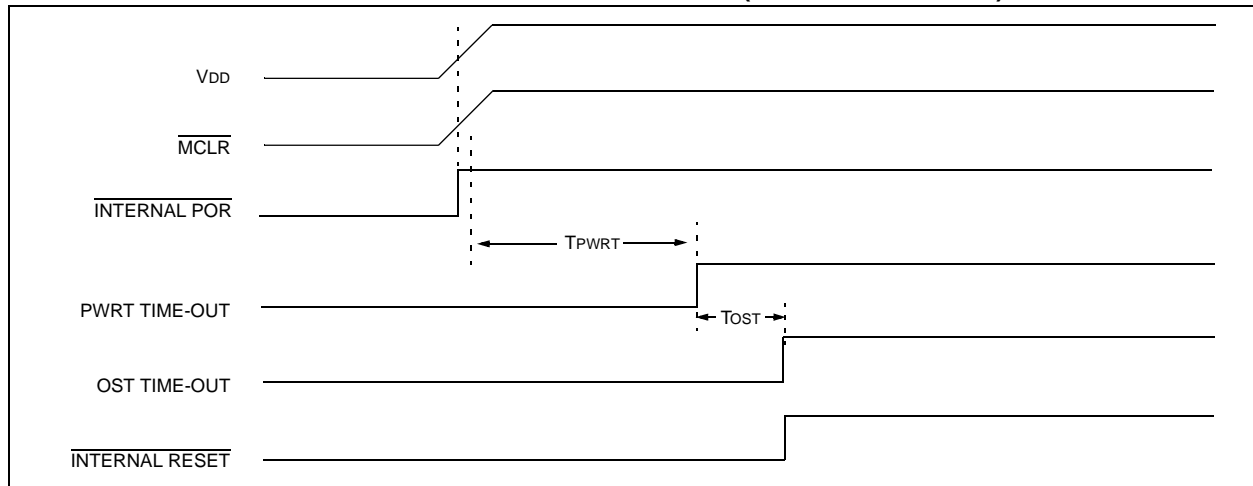 VDD
MCLR
INTERNAL POR
TPWRT
PWRT TIME-OUT
TOST
OST TIME-OUT
INTERNAL RESET